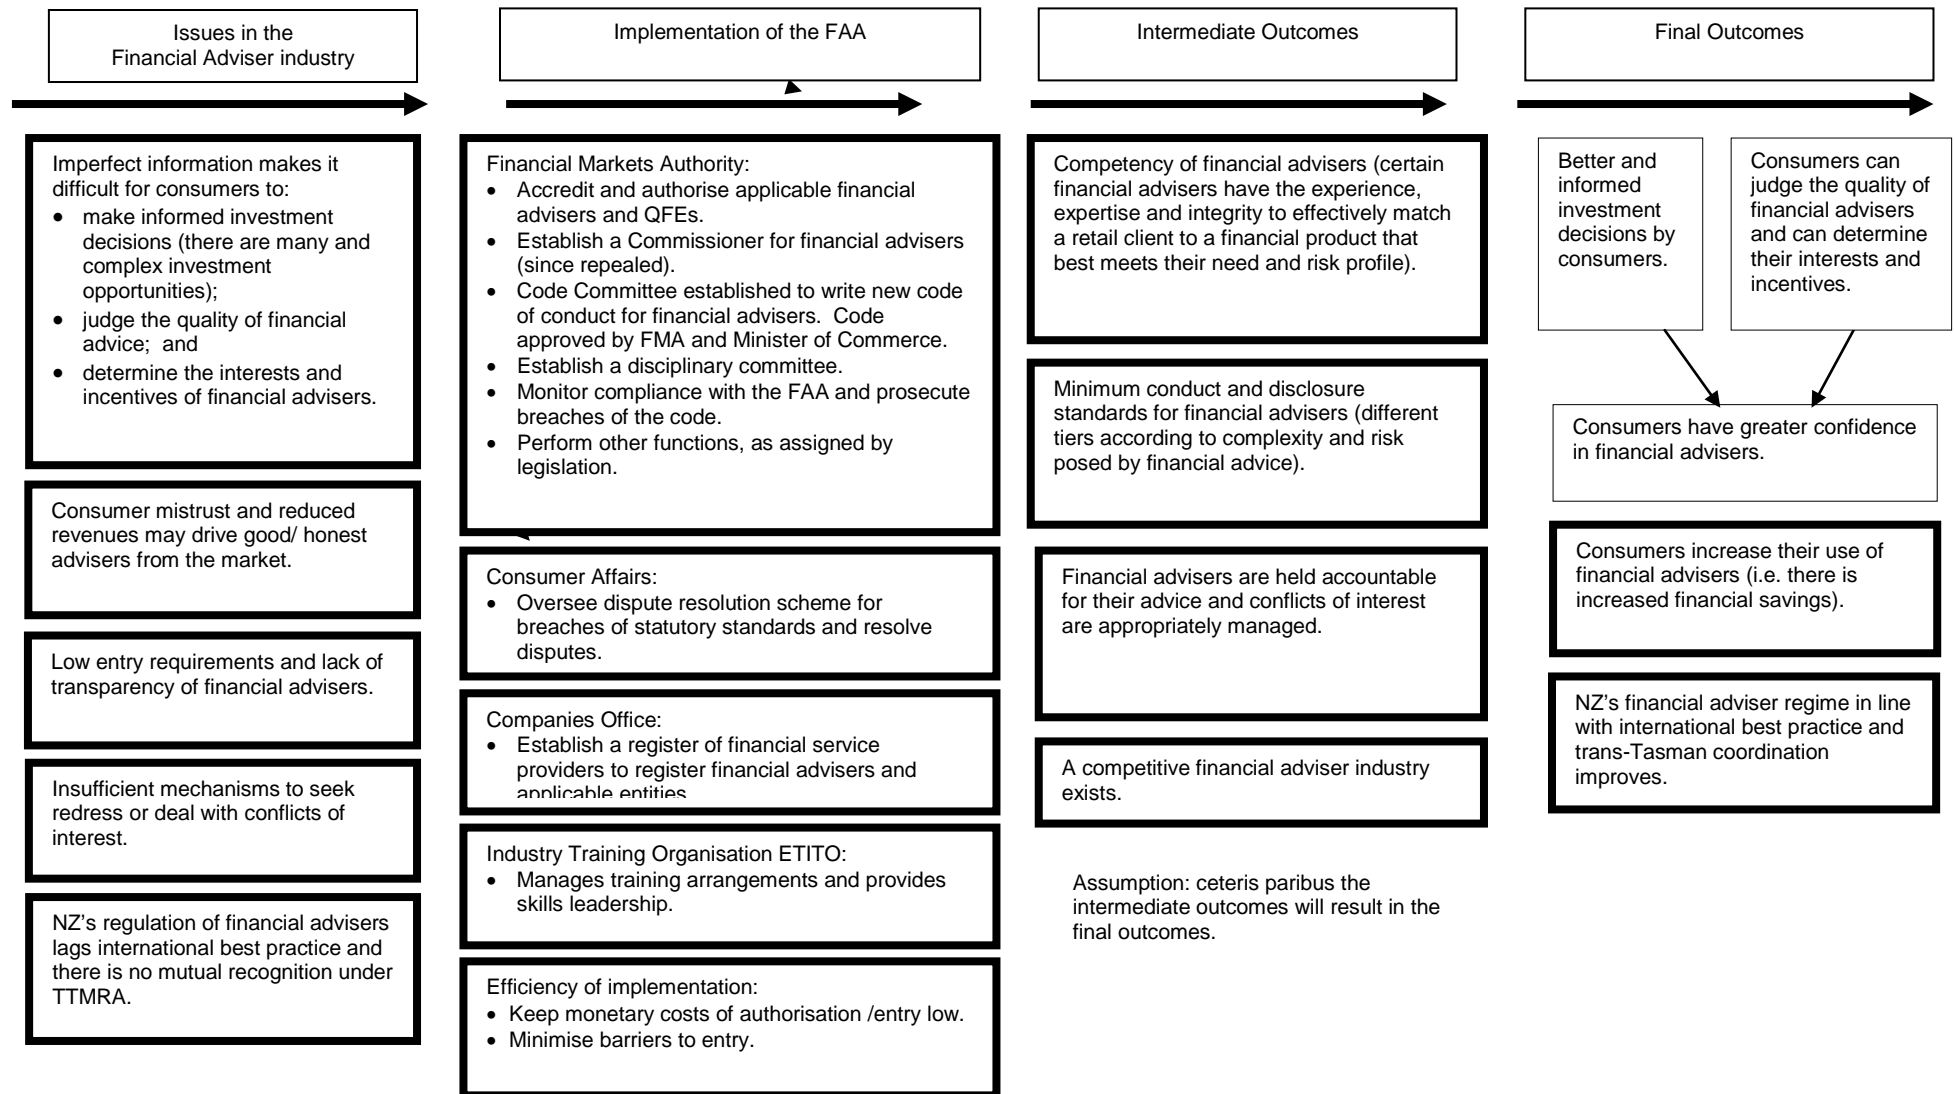 Issues in the
Financial Adviser industry
Implementation of the FAA
Intermediate Outcomes
Final Outcomes
Imperfect information makes it
difficult for consumers to:
• make informed investment
decisions (there are many and
complex investment
opportunities);
• judge the quality of financial
advice; and
• determine the interests and
incentives of financial advisers.
Consumer mistrust and reduced
revenues may drive good/ honest
advisers from the market.
Low entry requirements and lack of
transparency of financial advisers.
Insufficient mechanisms to seek
redress or deal with conflicts of
interest.
NZ's regulation of financial advisers
lags international best practice and
there is no mutual recognition under
TTMRA.
Financial Markets Authority:
• Accredit and authorise applicable financial
advisers and QFEs.
• Establish a Commissioner for financial advisers
(since repealed).
• Code Committee established to write new code
of conduct for financial advisers. Code
approved by FMA and Minister of Commerce.
• Establish a disciplinary committee.
• Monitor compliance with the FAA and prosecute
breaches of the code.
• Perform other functions, as assigned by
legislation.
Consumer Affairs:
• Oversee dispute resolution scheme for
breaches of statutory standards and resolve
disputes.
Companies Office:
• Establish a register of financial service
providers to register financial advisers and
applicable entities
Industry Training Organisation ETITO:
• Manages training arrangements and provides
skills leadership.
Efficiency of implementation:
• Keep monetary costs of authorisation /entry low.
• Minimise barriers to entry.
Competency of financial advisers (certain
financial advisers have the experience,
expertise and integrity to effectively match
a retail client to a financial product that
best meets their need and risk profile).
Minimum conduct and disclosure
standards for financial advisers (different
tiers according to complexity and risk
posed by financial advice).
Financial advisers are held accountable
for their advice and conflicts of interest
are appropriately managed.
A competitive financial adviser industry
exists.
Assumption: ceteris paribus the
intermediate outcomes will result in the
final outcomes.
Better and
informed
investment
decisions by
consumers.
Consumers can
judge the quality of
financial advisers
and can determine
their interests and
incentives.
Consumers have greater confidence
in financial advisers.
Consumers increase their use of
financial advisers (i.e. there is
increased financial savings).
NZ's financial adviser regime in line
with international best practice and
trans-Tasman coordination
improves.